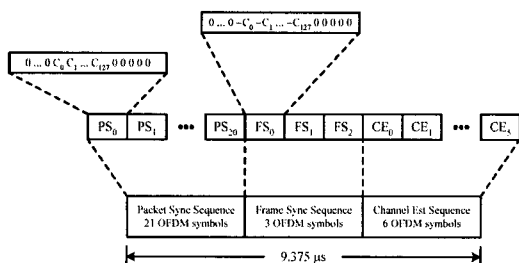 0 ... 0 -C₀ -C₁ ... -C₁₂₇ 0 0 0 0 0
0 ... 0 C₀ C₁ ... C₁₂₇ 0 0 0 0 0
PS₀ PS₁ ••• PS₂₀ FS₀ FS₁ FS₂ CE₀ CE₁ ••• CE₅
Packet Sync Sequence Frame Sync Sequence Channel Est Sequence
21 OFDM symbols 3 OFDM symbols 6 OFDM symbols
9.375 µs